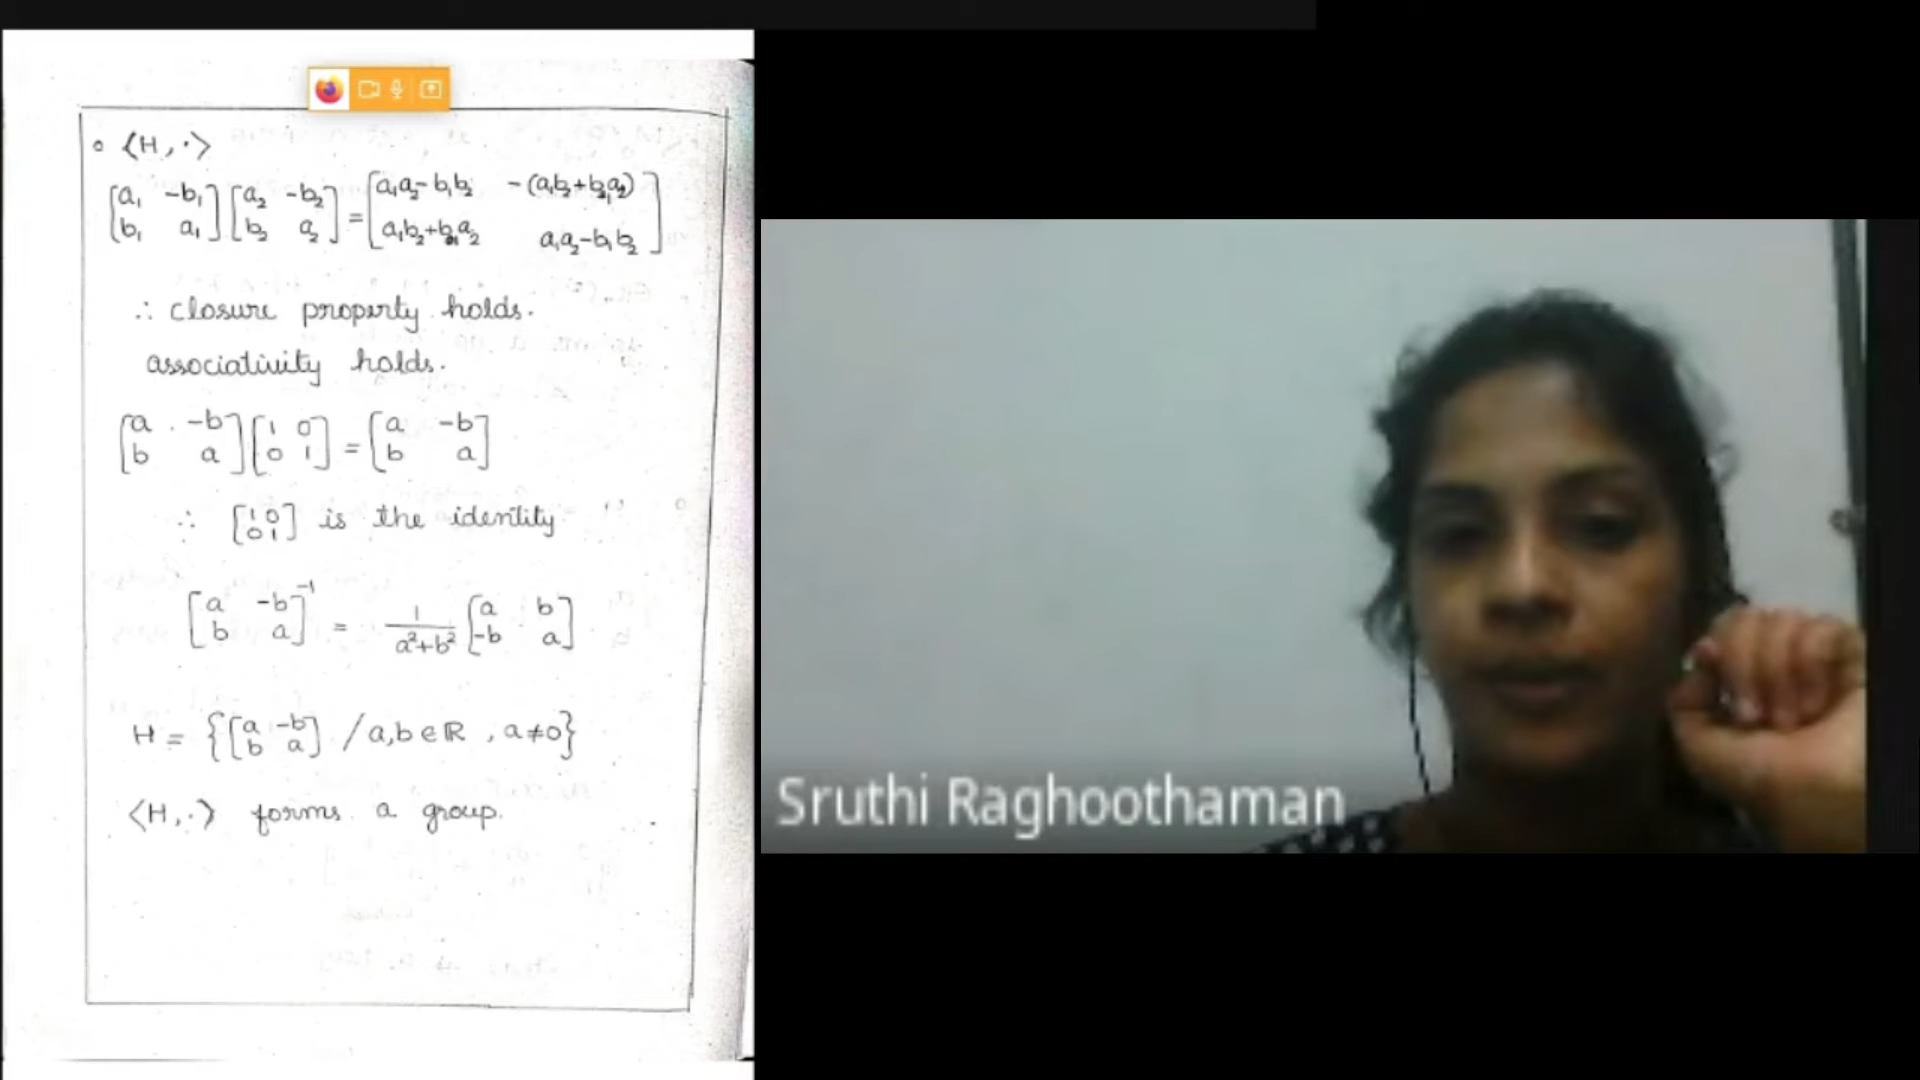 ∘ ⟨H, ·⟩
[a₁ -b₁; b₁ a₁] [a₂ -b₂; b₂ a₂] = [a₁a₂-b₁b₂ -(a₁b₂+b₁a₂); a₁b₂+b₁a₂ a₁a₂-b₁b₂]
∴ closure property holds.
associativity holds.
[a -b; b a] [1 0; 0 1] = [a -b; b a]
∴ [1 0; 0 1] is the identity
[a -b; b a]⁻¹ = 1/(a²+b²) [a b; -b a]
H = {[a -b; b a] / a,b∈ℝ, a≠0}
⟨H, ·⟩ forms a group.
Sruthi Raghoothaman